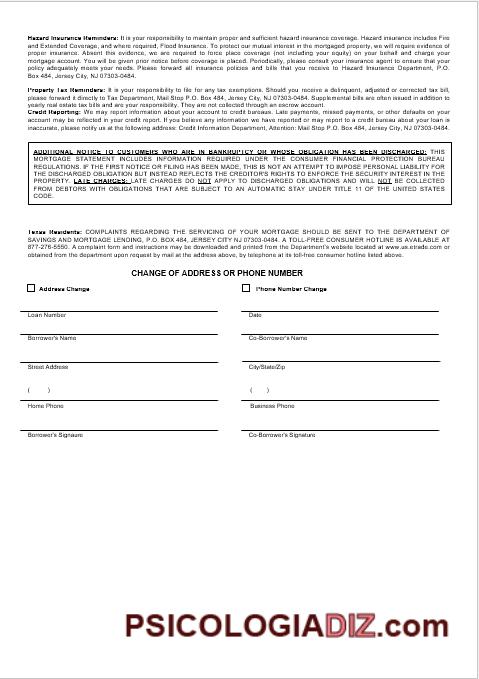 Hazard Insurance Reminders: It is your responsibility to maintain proper and sufficient hazard insurance coverage. Hazard insurance includes Fire
and Extended Coverage, and where required, Flood Insurance. To protect our mutual interest in the mortgaged property, we will require evidence of
proper insurance. Absent this evidence, we are required to force place coverage (not including your equity) on your behalf and charge your
mortgage account. You will be given prior notice before coverage is placed. Periodically, please consult your insurance agent to ensure that your
policy adequately meets your needs. Please forward all insurance policies and bills that you receive to Hazard Insurance Department, P.O.
Box 484, Jersey City, NJ 07303-0484.
Property Tax Reminders: It is your responsibility to file for any tax exemptions. Should you receive a delinquent, adjusted or corrected tax bill,
please forward it directly to Tax Department, Mail Stop P.O. Box 484, Jersey City, NJ 07303-0484. Supplemental bills are often issued in addition to
yearly real estate tax bills and are your responsibility. They are not collected through an escrow account.
Credit Reporting: We may report information about your account to credit bureaus. Late payments, missed payments, or other defaults on your
account may be reflected in your credit report. If you believe any information we have reported or may report to a credit bureau about your loan is
inaccurate, please notify us at the following address: Credit Information Department, Attention: Mail Stop P.O. Box 484, Jersey City, NJ 07303-0484.
ADDITIONAL NOTICE TO CUSTOMERS WHO ARE IN BANKRUPTCY OR WHOSE OBLIGATION HAS BEEN DISCHARGED: THIS
MORTGAGE STATEMENT INCLUDES INFORMATION REQUIRED UNDER THE CONSUMER FINANCIAL PROTECTION BUREAU
REGULATIONS. IF THE FIRST NOTICE OR FILING HAS BEEN MADE, THIS IS NOT AN ATTEMPT TO IMPOSE PERSONAL LIABILITY FOR
THE DISCHARGED OBLIGATION BUT INSTEAD REFLECTS THE CREDITOR'S RIGHTS TO ENFORCE THE SECURITY INTEREST IN THE
PROPERTY. LATE CHARGES: LATE CHARGES DO NOT APPLY TO DISCHARGED OBLIGATIONS AND WILL NOT BE COLLECTED
FROM DEBTORS WITH OBLIGATIONS THAT ARE SUBJECT TO AN AUTOMATIC STAY UNDER TITLE 11 OF THE UNITED STATES
CODE.
Texas Residents: COMPLAINTS REGARDING THE SERVICING OF YOUR MORTGAGE SHOULD BE SENT TO THE DEPARTMENT OF
SAVINGS AND MORTGAGE LENDING, P.O. BOX 484, JERSEY CITY NJ 07303-0484. A TOLL-FREE CONSUMER HOTLINE IS AVAILABLE AT
877-276-5550. A complaint form and instructions may be downloaded and printed from the Department's website located at www.us.etrade.com or
obtained from the department upon request by mail at the address above, by telephone at its toll-free consumer hotline listed above.
CHANGE OF ADDRESS OR PHONE NUMBER
Address Change Phone Number Change
Loan Number Date
Borrower's Name Co-Borrower's Name
Street Address City/State/Zip
( ) ( )
Home Phone Business Phone
Borrower's Signaure Co-Borrower's Signature
PSICOLOGIADIZ.com